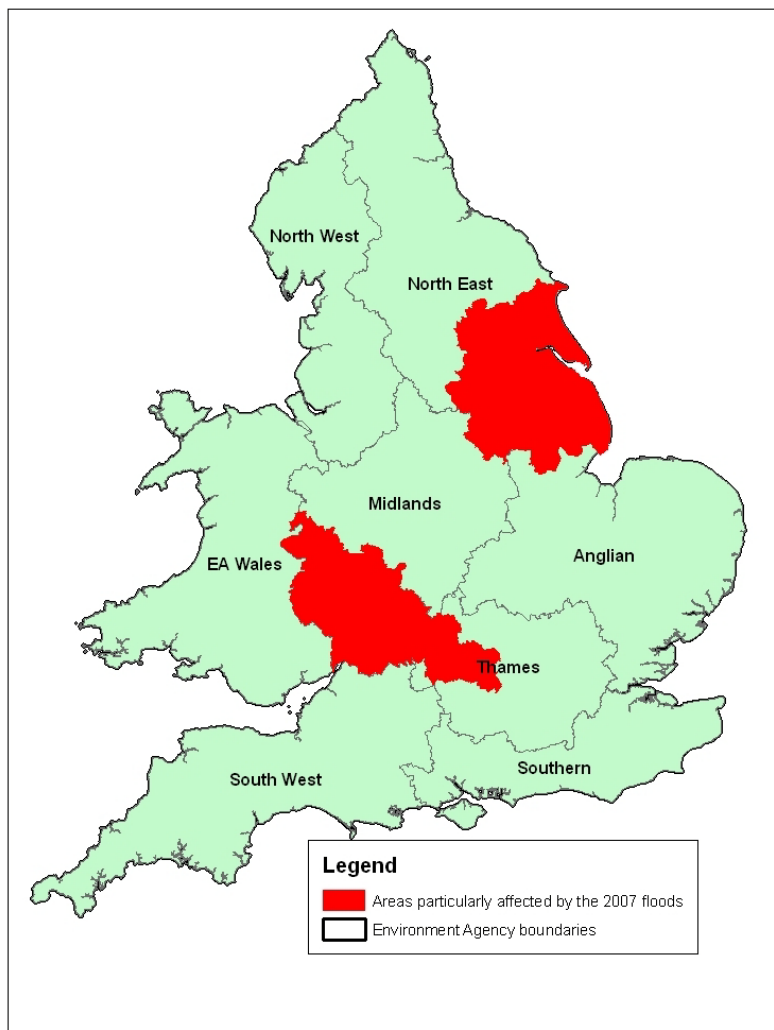 North West
North East
Midlands
EA Wales
Anglian
Thames
South West
Southern
Legend
Areas particularly affected by the 2007 floods
Environment Agency boundaries